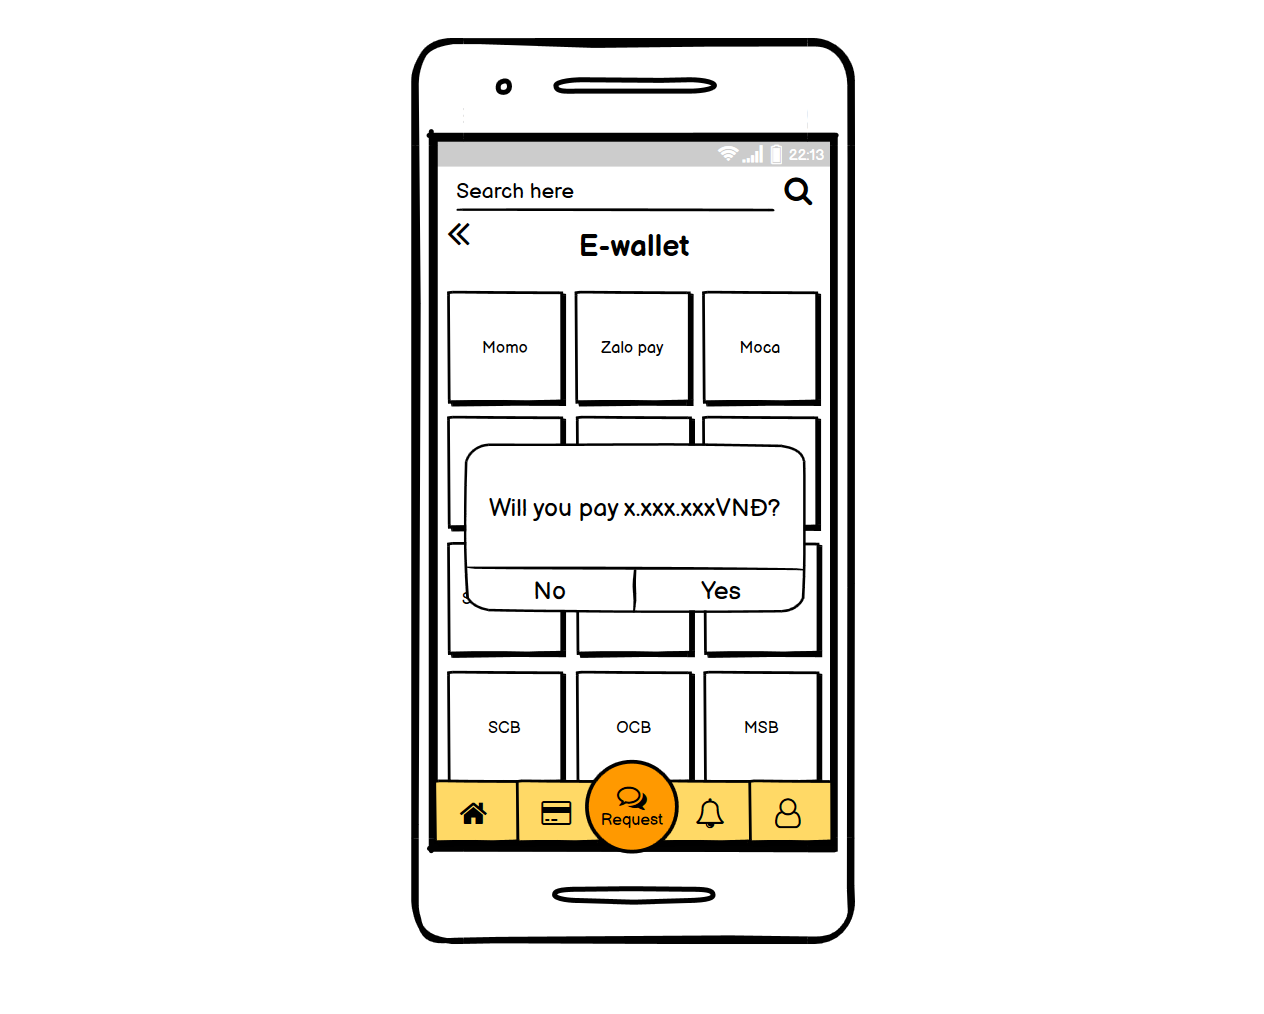 22:13
Search here
E-wallet
Momo
Zalo pay
Moca
Will you pay x.xxx.xxxVNĐ?
No
Yes
SCB
OCB
MSB
Request